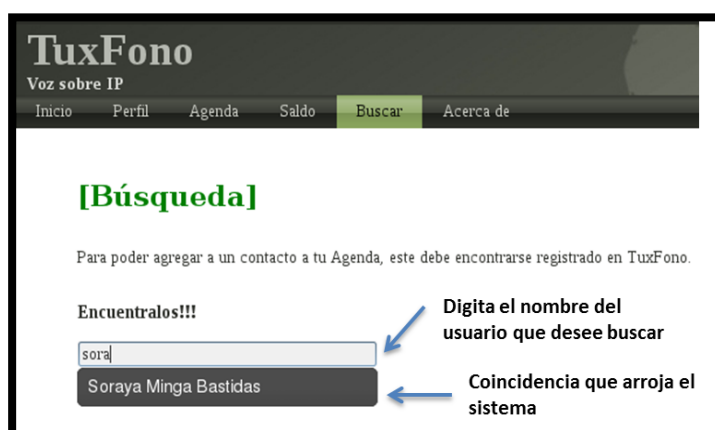 TuxFono
Voz sobre IP
Inicio Perfil Agenda Saldo Buscar Acerca de
[Búsqueda]
Para poder agregar a un contacto a tu Agenda, este debe encontrarse registrado en TuxFono.
Encuentralos!!!
Digita el nombre del
usuario que desee buscar
sora
Soraya Minga Bastidas
Coincidencia que arroja el
sistema